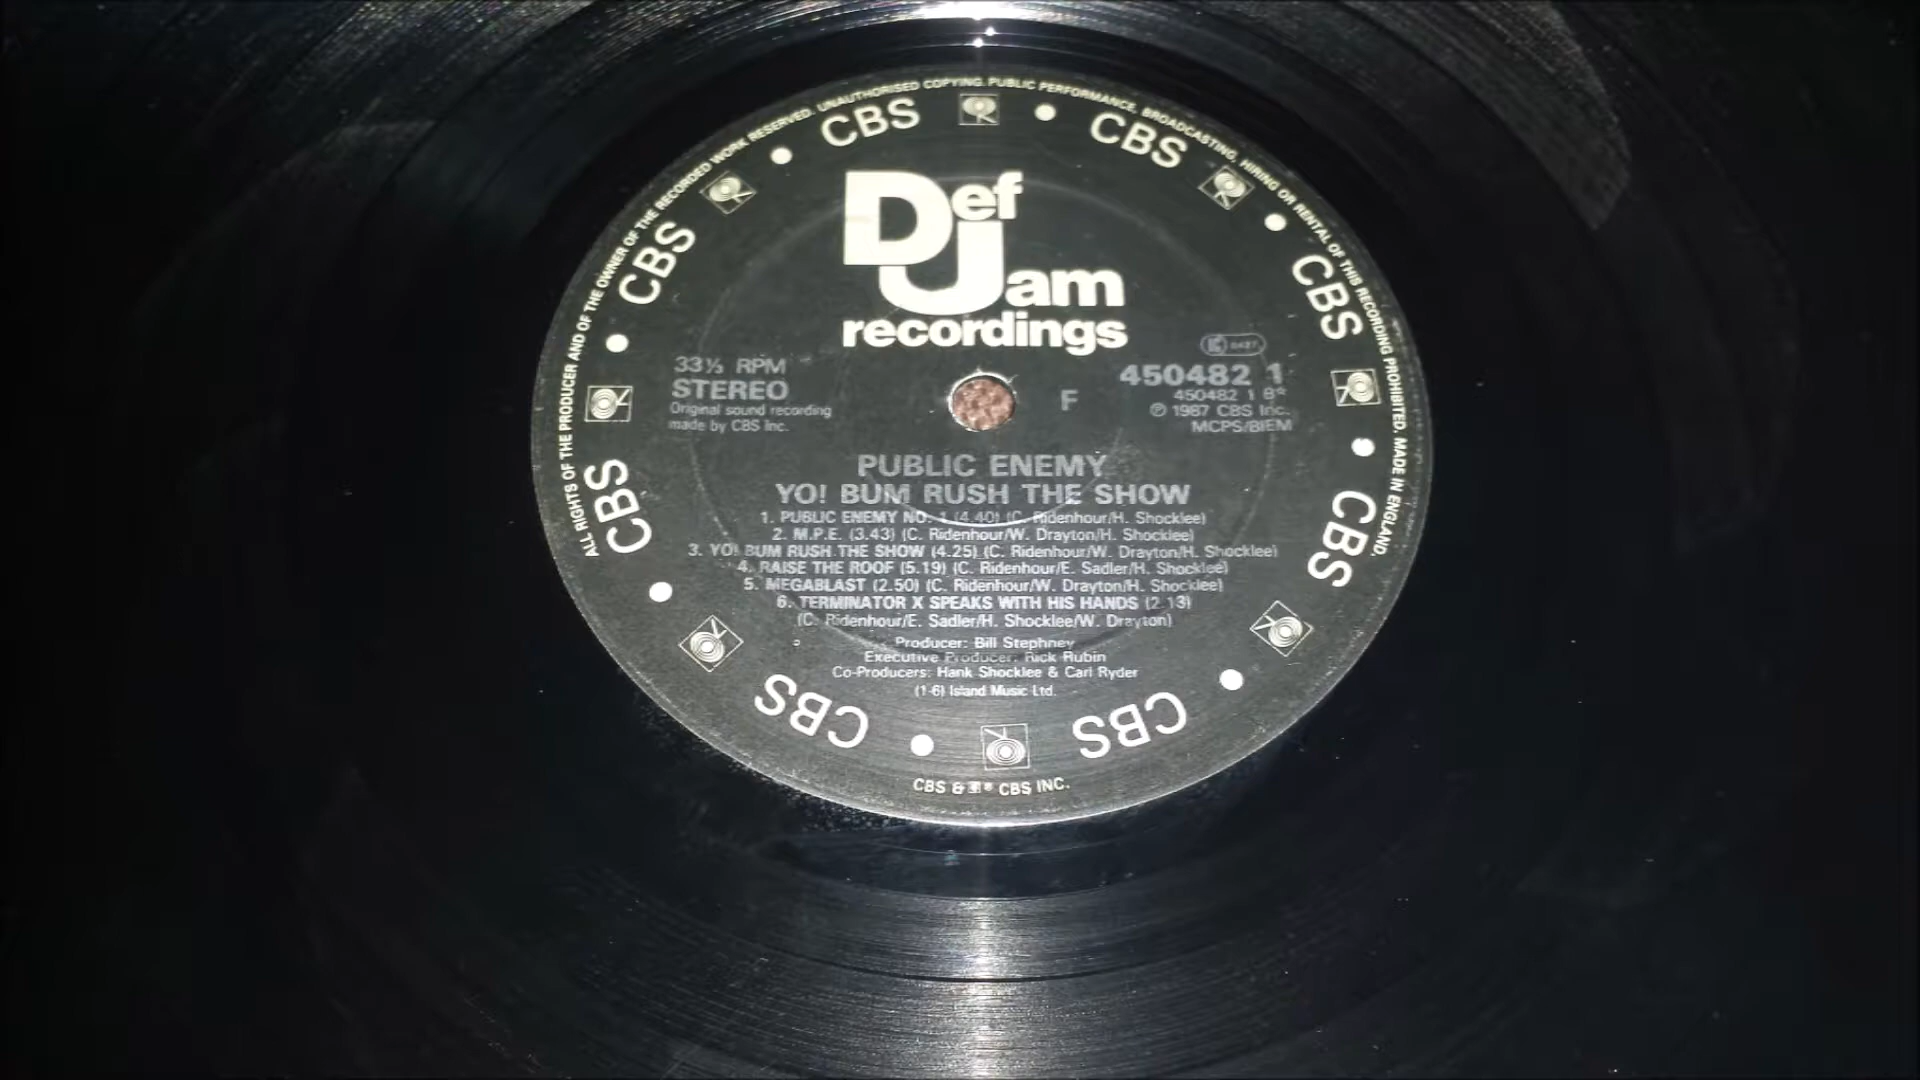 ALL RIGHTS OF THE PRODUCER AND OF THE OWNER OF THE RECORDED WORK RESERVED. UNAUTHORISED COPYING. PUBLIC PERFORMANCE. BROADCASTING, HIRING OR RENTAL OF THIS RECORDING PROHIBITED. MADE IN ENGLAND.
CBS CBS CBS CBS CBS CBS CBS CBS
Def
Jam
recordings
33⅓ RPM
STEREO
Original sound recording
made by CBS Inc.
F
450482 1
450482 1 B
℗ 1987 CBS Inc.
MCPS/BIEM
PUBLIC ENEMY
YO! BUM RUSH THE SHOW
1. PUBLIC ENEMY NO. 1 (4.40) (C. Ridenhour/H. Shocklee)
2. M.P.E. (3.43) (C. Ridenhour/W. Drayton/H. Shocklee)
3. YO! BUM RUSH THE SHOW (4.25) (C. Ridenhour/W. Drayton/H. Shocklee)
4. RAISE THE ROOF (5.19) (C. Ridenhour/E. Sadler/H. Shocklee)
5. MEGABLAST (2.50) (C. Ridenhour/W. Drayton/H. Shocklee)
6. TERMINATOR X SPEAKS WITH HIS HANDS (2.13)
(C. Ridenhour/E. Sadler/H. Shocklee/W. Drayton)
Producer: Bill Stephney
Executive Producer: Rick Rubin
Co-Producers: Hank Shocklee & Carl Ryder
(1-6) Island Music Ltd.
CBS & ® CBS INC.